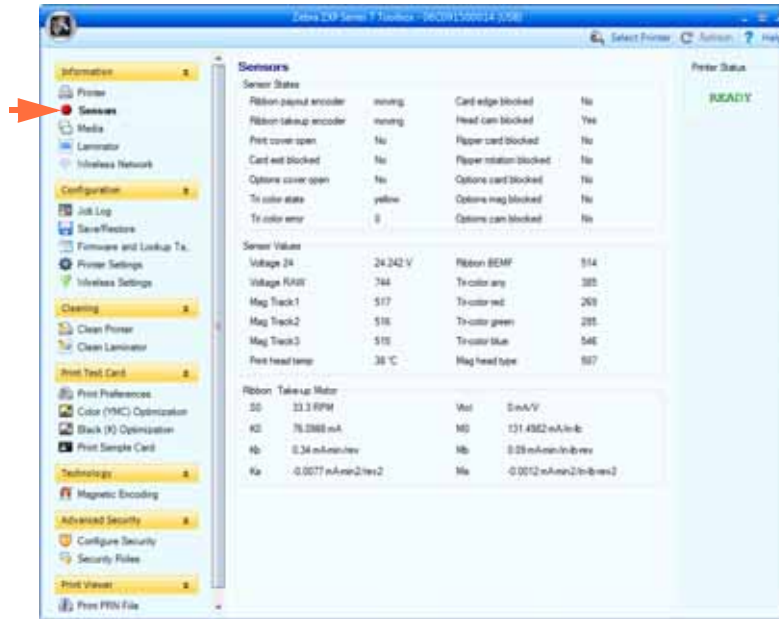 Zebra ZXP Series 7 Toolbox - 06C091500014 (USB)
Select Printer Refresh ? Help
Information
Printer
Sensors
Media
Laminator
Wireless Network
Configuration
Job Log
Save/Restore
Firmware and Lookup Ta.
Printer Settings
Wireless Settings
Cleaning
Clean Printer
Clean Laminator
Print Test Card
Print Preferences
Color (YMC) Optimization
Black (K) Optimization
Print Sample Card
Technology
Magnetic Encoding
Advanced Security
Configure Security
Security Roles
Print Viewer
Print PRN File
Sensors
Sensor States
Ribbon payout encoder moving Card edge blocked No
Ribbon takeup encoder moving Head cam blocked Yes
Print cover open No Flipper card blocked No
Card exit blocked No Flipper rotation blocked No
Options cover open No Options card blocked No
Tri color state yellow Options mag blocked No
Tri color error 0 Options cam blocked No
Sensor Values
Voltage 24 24.242 V Ribbon BEMF 514
Voltage RAW 744 Tri-color any 385
Mag Track1 517 Tri-color red 269
Mag Track2 516 Tri-color green 285
Mag Track3 515 Tri-color blue 546
Print head temp 38 °C Mag head type 607
Ribbon Take-up Motor
S0 33.3 RPM 0 mA/V
K0 76.0988 mA M0 131.4982 mA/in-lb
Kb 0.34 mA-min/rev Mb 0.09 mA-min/in-lb-rev
Ka -0.0077 mA-min2/rev2 Ma -0.0012 mA-min2/in-lb-rev2
Printer Status
READY